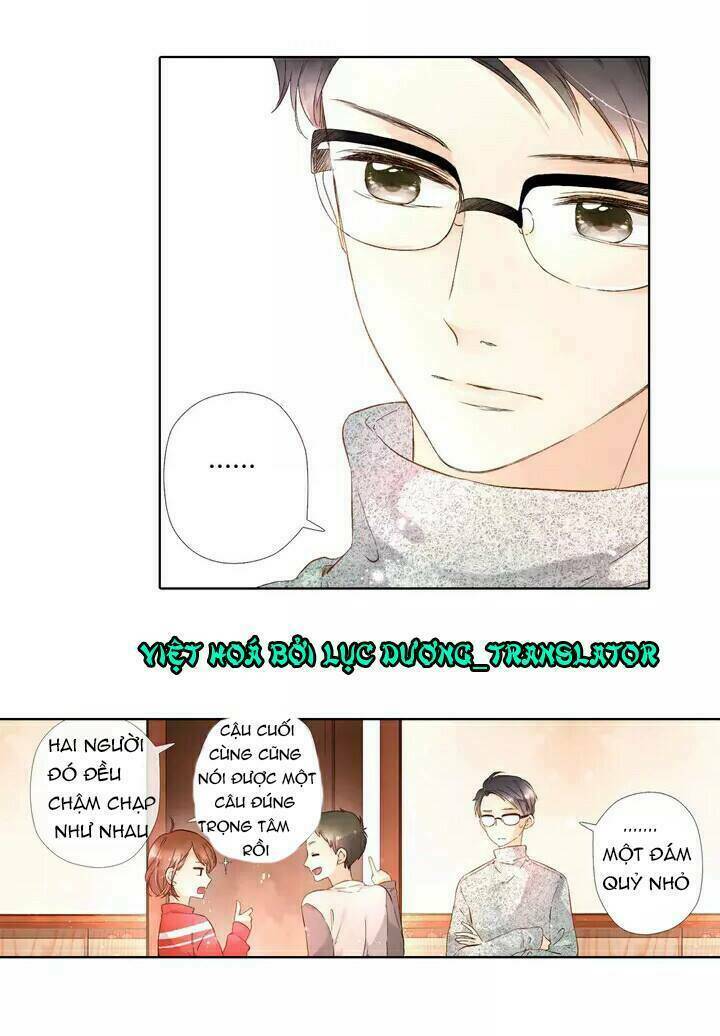 ......
VIỆT HOÁ BỞI LỤC DƯƠNG_TRANSLATOR
HAI NGƯỜI
ĐÓ ĐỀU
CHẬM CHẠP
NHƯ NHAU
CẬU CUỐI
CÙNG CŨNG
NÓI ĐƯỢC MỘT
CÂU ĐÚNG
TRỌNG TÂM
RỒI
.......
MỘT ĐÁM
QUỶ NHỎ